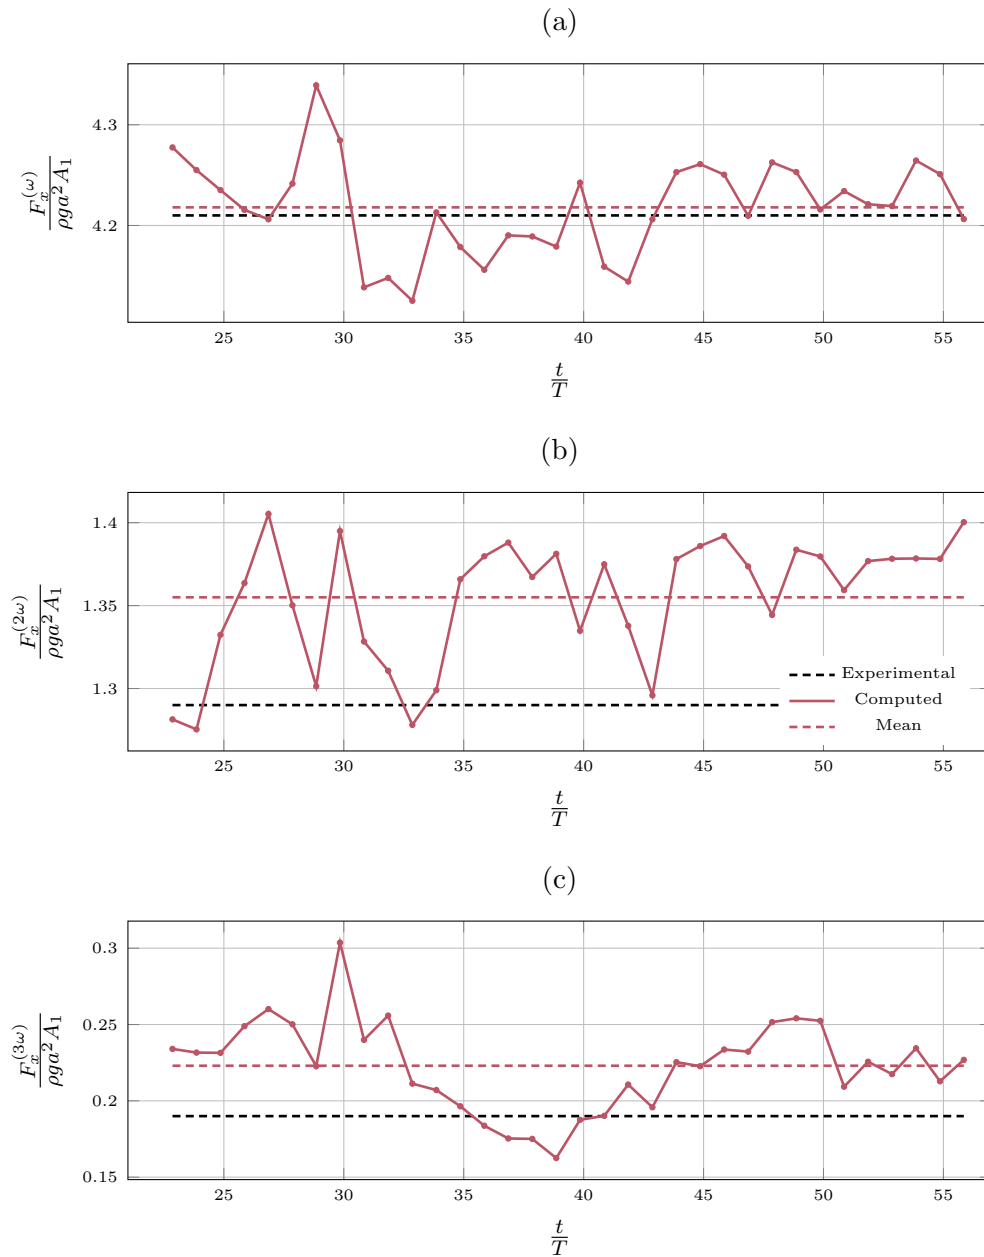 (a)
4.3
4.2
F_x^{(ω)} / ρga²A₁
25 30 35 40 45 50 55
t/T
(b)
1.4
1.35
1.3
F_x^{(2ω)} / ρga²A₁
Experimental
Computed
Mean
25 30 35 40 45 50 55
t/T
(c)
0.3
0.25
0.2
0.15
F_x^{(3ω)} / ρga²A₁
25 30 35 40 45 50 55
t/T